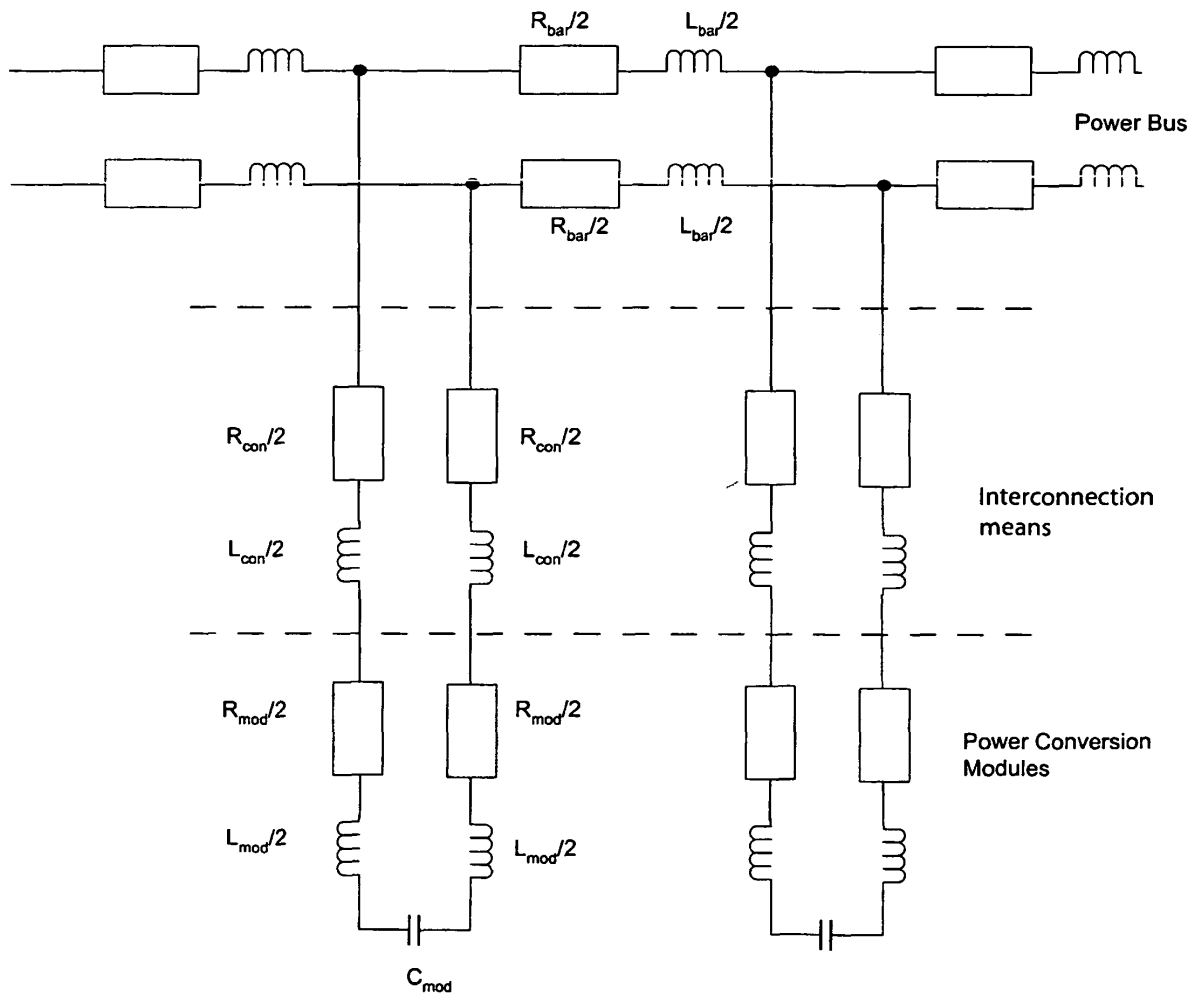 R_bar/2 L_bar/2
Power Bus
R_bar/2 L_bar/2
R_con/2 R_con/2
Interconnection
means
L_con/2 L_con/2
R_mod/2 R_mod/2
Power Conversion
Modules
L_mod/2 L_mod/2
C_mod